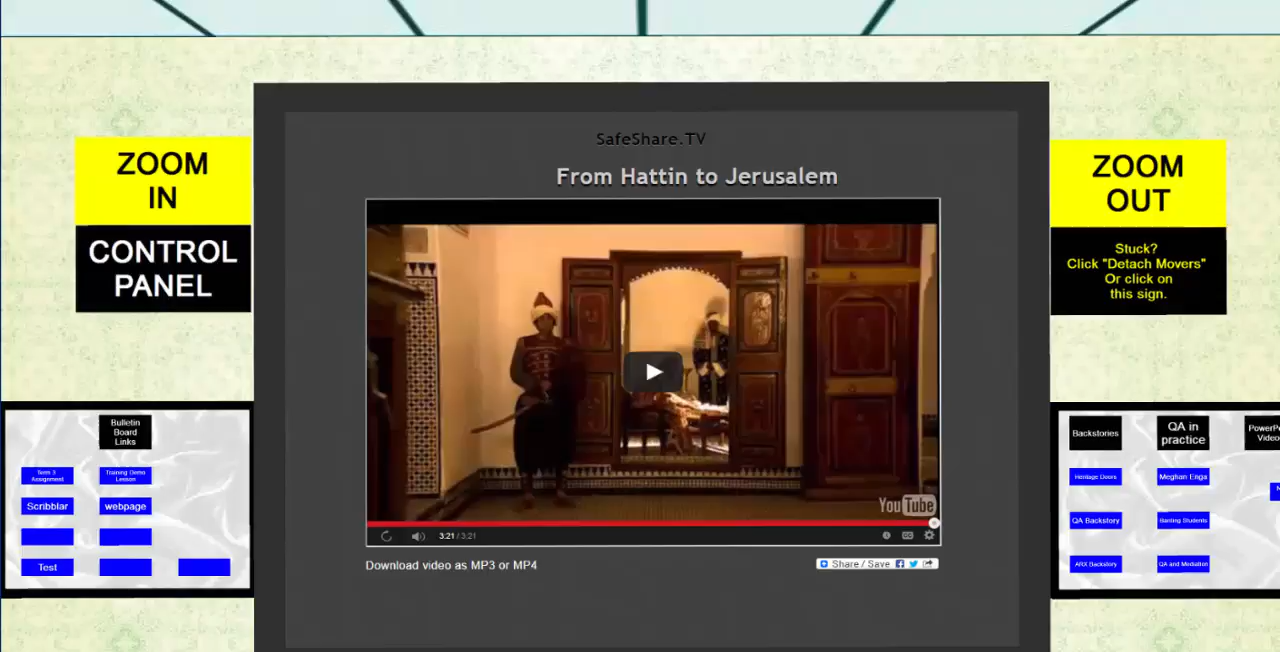 SafeShare.TV
From Hattin to Jerusalem
ZOOM
IN
CONTROL
PANEL
ZOOM
OUT
Stuck?
Click "Detach Movers"
Or click on
this sign.
YouTube
3:21 / 3:21
Download video as MP3 or MP4
Share / Save
Bulletin
Board
Links
Term 3
Assignment
Training Demo
Lesson
Scribblar
webpage
Test
Backstories
QA in
practice
Video
Heritage Doors
Meghan Enga
QA Backstory
Banting Students
ARX Backstory
QA and Mediation